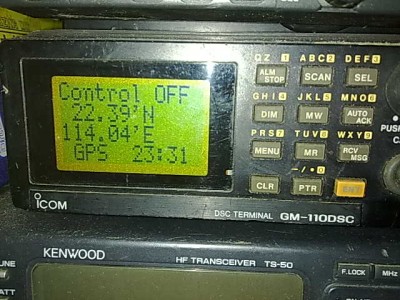 Control OFF
22.39'N
114.04'E
GPS 23:31
QZ 1 ABC 2 DEF 3
ALM STOP SCAN SEL
GHI 4 JKL 5 MNO 6
DIM MW AUTO ACK
PRS 7 TUV 8 WXY 9
MENU MR RCV MSG
-/· 0
CLR PTR ENT
ICOM
DSC TERMINAL GM-110DSC
KENWOOD
HF TRANSCEIVER TS-50
F.LOCK MHz